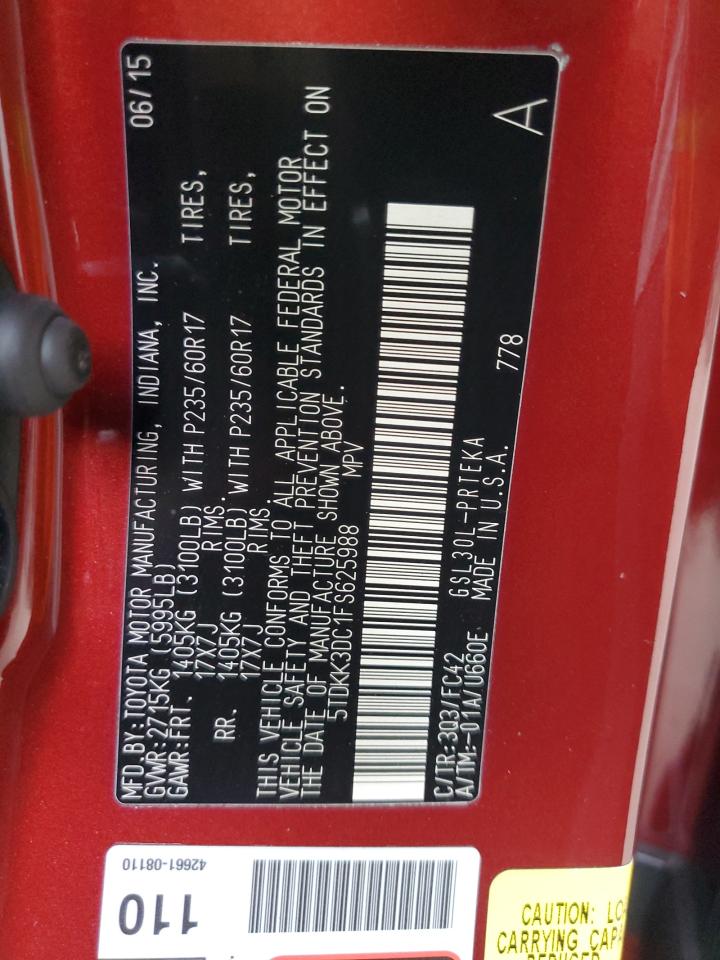 MFD.BY:TOYOTA MOTOR MANUFACTURING, INDIANA, INC. 06/15
GVWR:2715KG (5995LB)
GAWR:FRT. 1405KG (3100LB) WITH P235/60R17 TIRES,
17X7J RIMS.
RR. 1405KG (3100LB) WITH P235/60R17 TIRES,
17X7J RIMS
THIS VEHICLE CONFORMS TO ALL APPLICABLE FEDERAL MOTOR
VEHICLE SAFETY AND THEFT PREVENTION STANDARDS IN EFFECT ON
THE DATE OF MANUFACTURE SHOWN ABOVE.
5TDKK3DC1FS625988 MPV
C/TR:3Q3/FC42 GSL30L-PRTEKA 778
A/TM:-01A/U660E MADE IN U.S.A.
A
42661-08110
110
CAUTION:
CARRYING